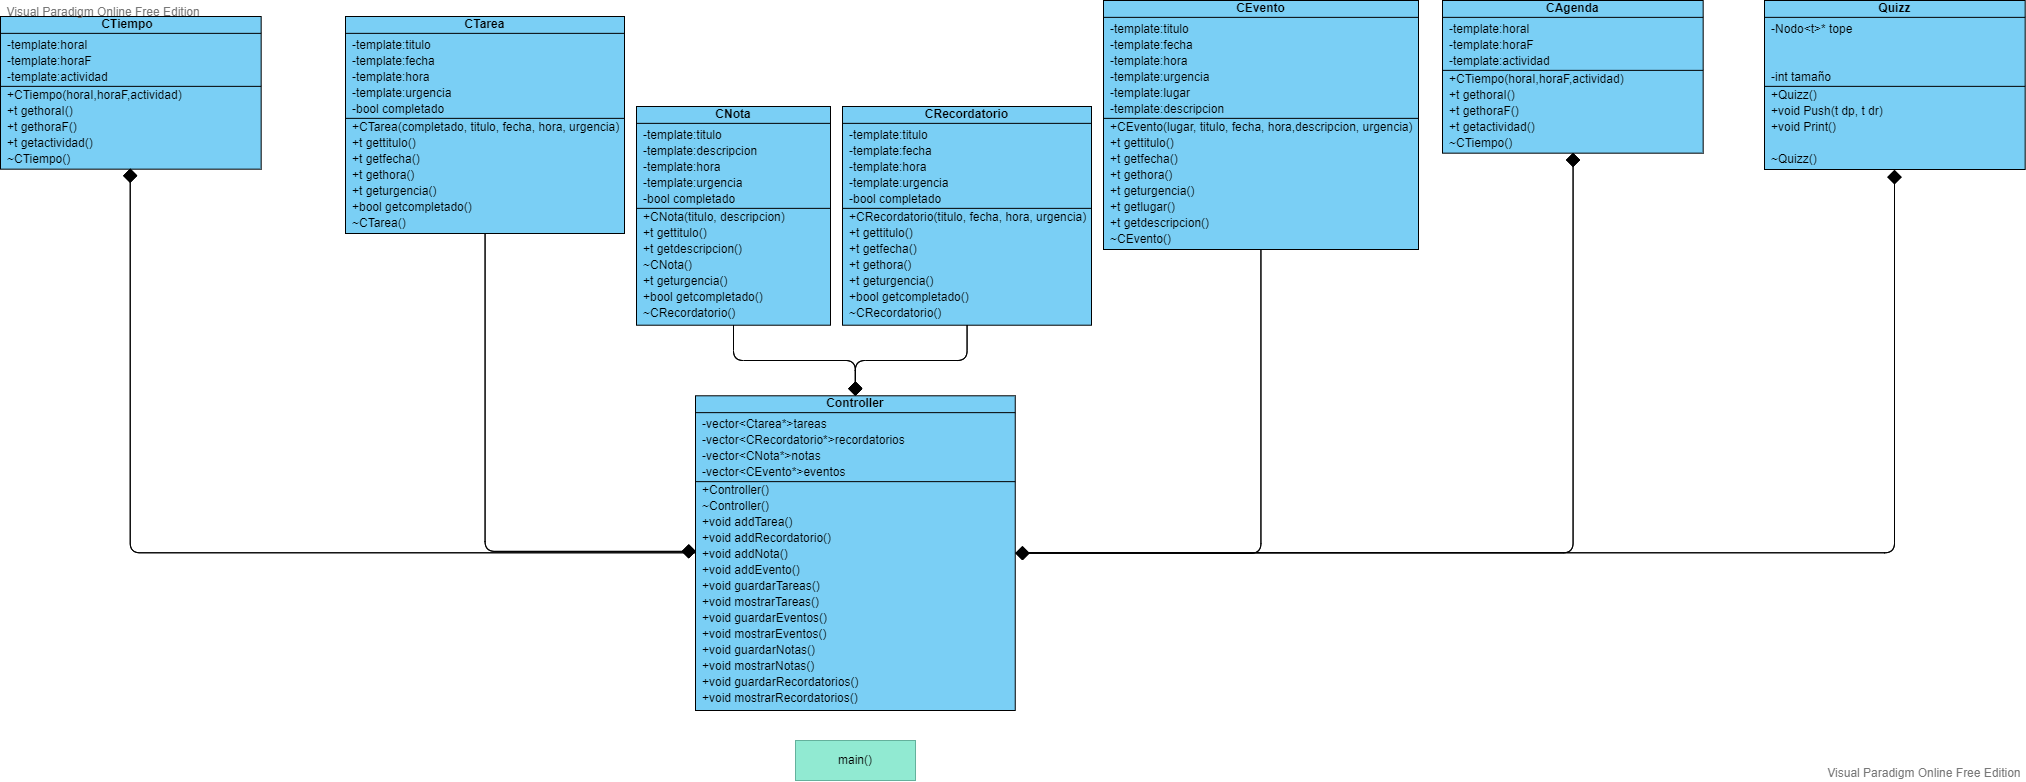 Visual Paradigm Online Free Edition
CTiempo
-template:horaI
-template:horaF
-template:actividad
+CTiempo(horaI,horaF,actividad)
+t gethoraI()
+t gethoraF()
+t getactividad()
~CTiempo()
CTarea
-template:titulo
-template:fecha
-template:hora
-template:urgencia
-bool completado
+CTarea(completado, titulo, fecha, hora, urgencia)
+t gettitulo()
+t getfecha()
+t gethora()
+t geturgencia()
+bool getcompletado()
~CTarea()
CNota
-template:titulo
-template:descripcion
-template:hora
-template:urgencia
-bool completado
+CNota(titulo, descripcion)
+t gettitulo()
+t getdescripcion()
~CNota()
+t geturgencia()
+bool getcompletado()
~CRecordatorio()
CRecordatorio
-template:titulo
-template:fecha
-template:hora
-template:urgencia
-bool completado
+CRecordatorio(titulo, fecha, hora, urgencia)
+t gettitulo()
+t getfecha()
+t gethora()
+t geturgencia()
+bool getcompletado()
~CRecordatorio()
CEvento
-template:titulo
-template:fecha
-template:hora
-template:urgencia
-template:lugar
-template:descripcion
+CEvento(lugar, titulo, fecha, hora,descripcion, urgencia)
+t gettitulo()
+t getfecha()
+t gethora()
+t geturgencia()
+t getlugar()
+t getdescripcion()
~CEvento()
CAgenda
-template:horaI
-template:horaF
-template:actividad
+CTiempo(horaI,horaF,actividad)
+t gethoraI()
+t gethoraF()
+t getactividad()
~CTiempo()
Quizz
-Nodo<t>* tope
-int tamaño
+Quizz()
+void Push(t dp, t dr)
+void Print()
~Quizz()
Controller
-vector<Ctarea*>tareas
-vector<CRecordatorio*>recordatorios
-vector<CNota*>notas
-vector<CEvento*>eventos
+Controller()
~Controller()
+void addTarea()
+void addRecordatorio()
+void addNota()
+void addEvento()
+void guardarTareas()
+void mostrarTareas()
+void guardarEventos()
+void mostrarEventos()
+void guardarNotas()
+void mostrarNotas()
+void guardarRecordatorios()
+void mostrarRecordatorios()
main()
Visual Paradigm Online Free Edition